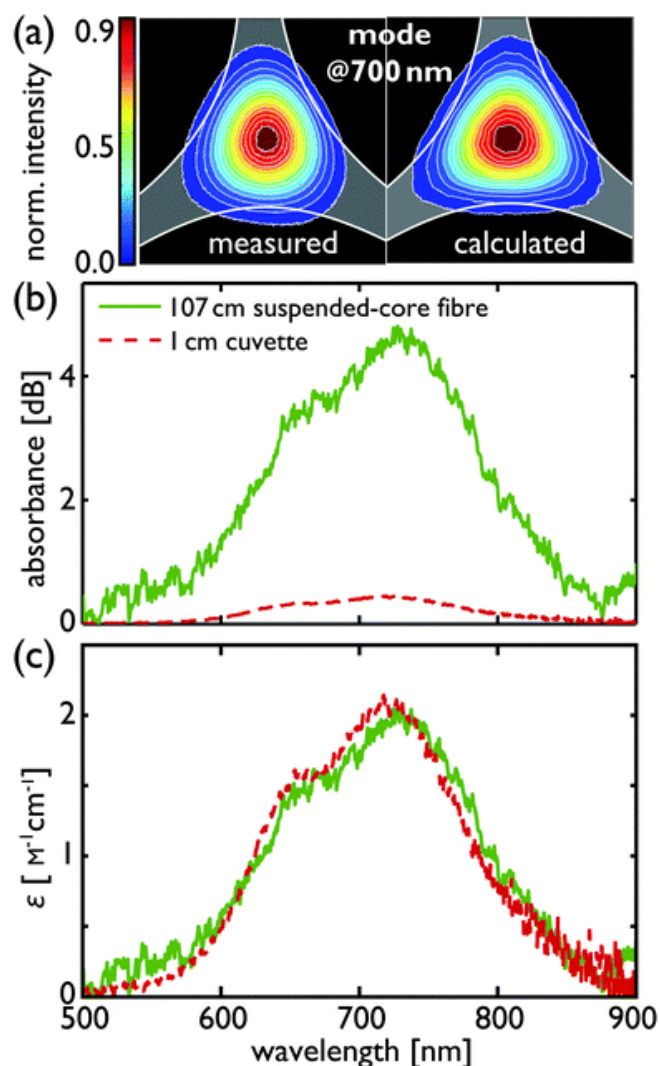 (a)
0.9
0.5
0.0
norm. intensity
mode
@700 nm
measured
calculated
(b)
107 cm suspended-core fibre
1 cm cuvette
absorbance [dB]
4
2
0
(c)
ε [ M⁻¹cm⁻¹]
2
1
0
500 600 700 800 900
wavelength [nm]